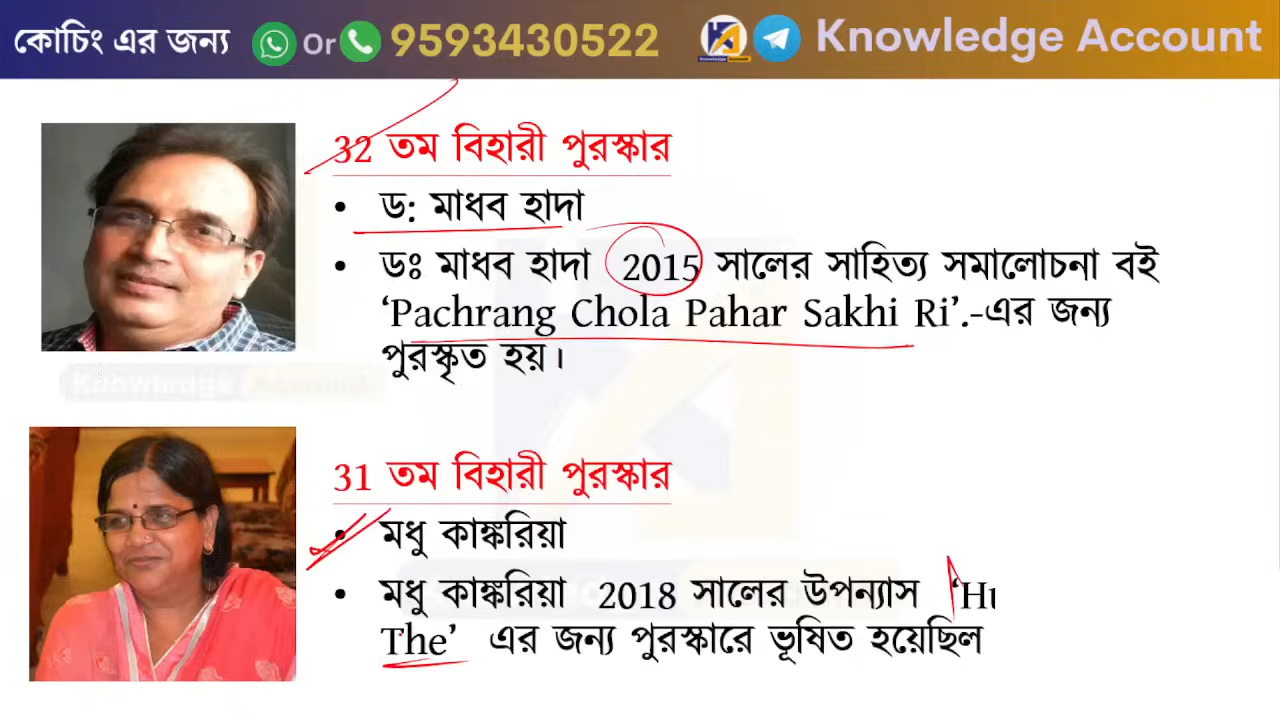 কোচিং এর জন্য Or 9593430522 Knowledge Account
32 তম বিহারী পুরস্কার
• ড: মাধব হাদা
• ডঃ মাধব হাদা 2015 সালের সাহিত্য সমালোচনা বই
‘Pachrang Chola Pahar Sakhi Ri’.-এর জন্য
পুরস্কৃত হয়।
Knowledge Account
31 তম বিহারী পুরস্কার
• মধু কাঙ্করিয়া
• মধু কাঙ্করিয়া 2018 সালের উপন্যাস
The’ এর জন্য পুরস্কারে ভূষিত হয়েছিল